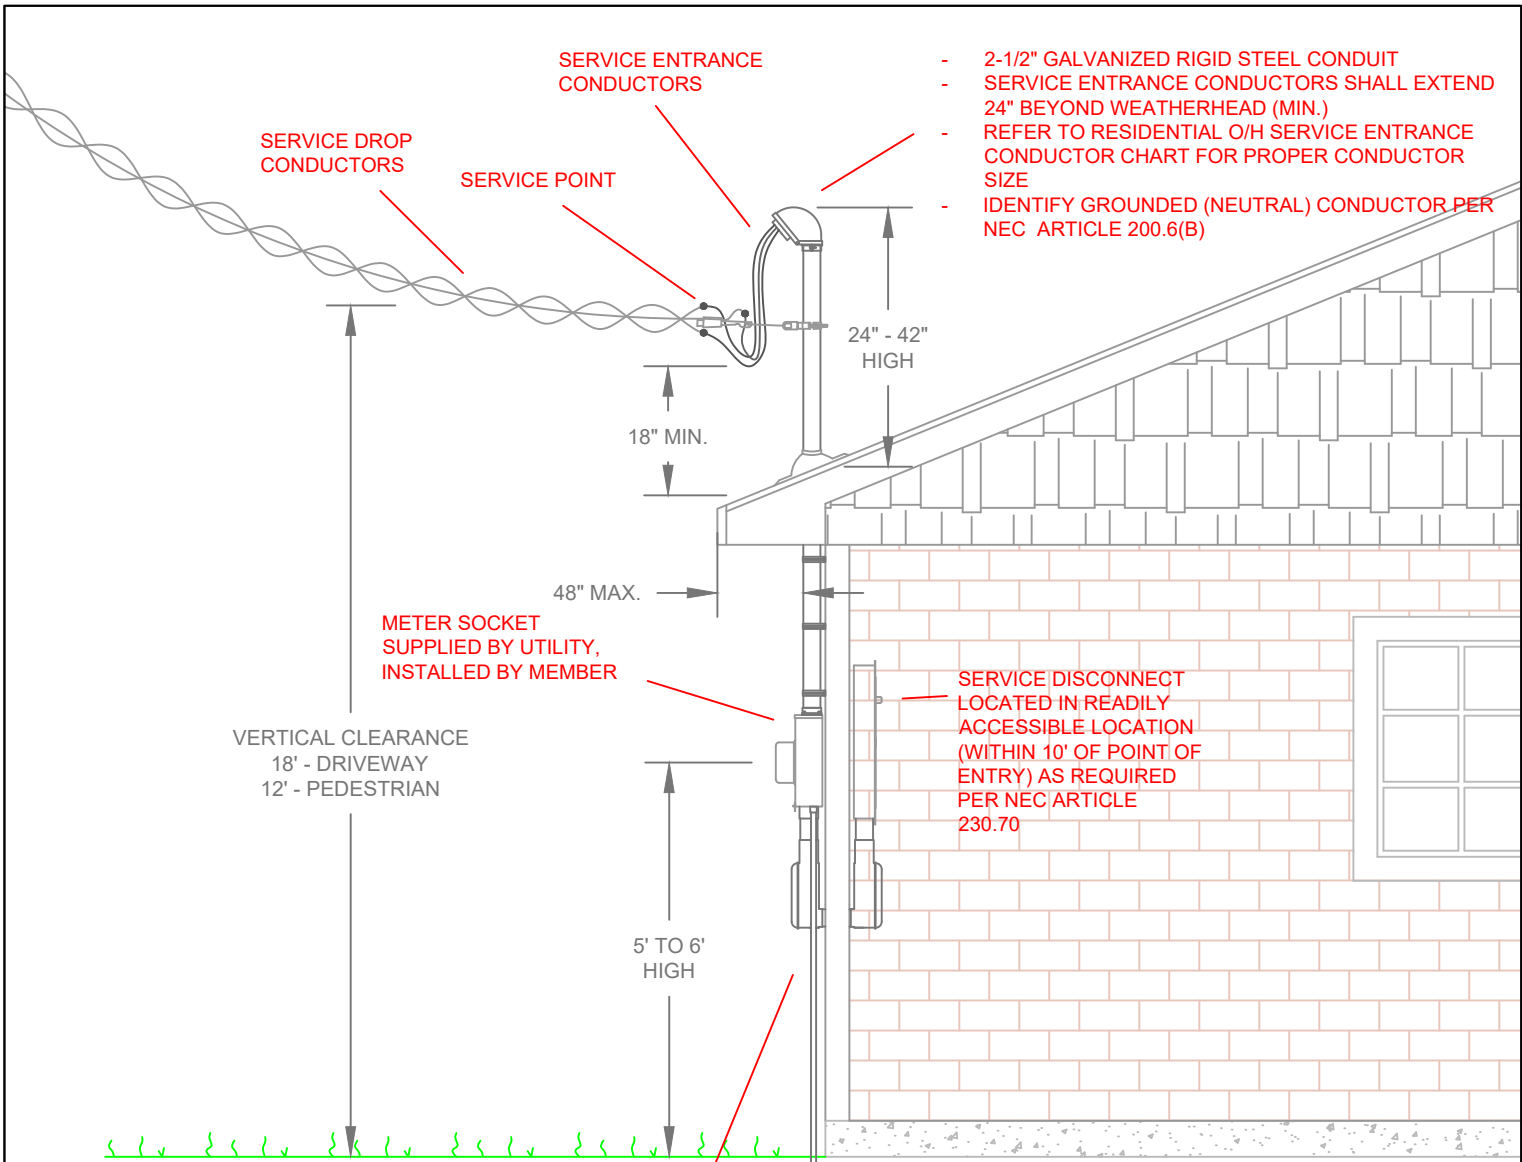 SERVICE ENTRANCE
CONDUCTORS
- 2-1/2" GALVANIZED RIGID STEEL CONDUIT
- SERVICE ENTRANCE CONDUCTORS SHALL EXTEND
24" BEYOND WEATHERHEAD (MIN.)
- REFER TO RESIDENTIAL O/H SERVICE ENTRANCE
CONDUCTOR CHART FOR PROPER CONDUCTOR
SIZE
- IDENTIFY GROUNDED (NEUTRAL) CONDUCTOR PER
NEC ARTICLE 200.6(B)
SERVICE DROP
CONDUCTORS
SERVICE POINT
24" - 42"
HIGH
18" MIN.
48" MAX.
METER SOCKET
SUPPLIED BY UTILITY,
INSTALLED BY MEMBER
SERVICE DISCONNECT
LOCATED IN READILY
ACCESSIBLE LOCATION
(WITHIN 10' OF POINT OF
ENTRY) AS REQUIRED
PER NEC ARTICLE
230.70
VERTICAL CLEARANCE
18' - DRIVEWAY
12' - PEDESTRIAN
5' TO 6'
HIGH